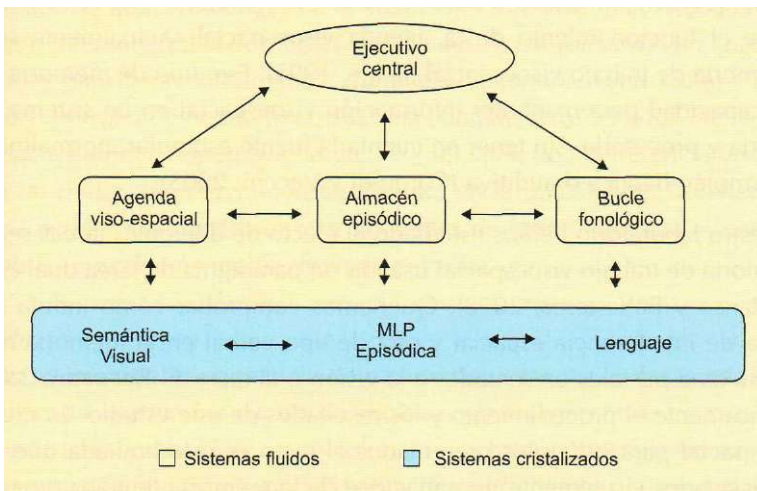 Ejecutivo
central
Agenda
viso-espacial
Almacén
episódico
Bucle
fonológico
Semántica
Visual
MLP
Episódica
Lenguaje
Sistemas fluidos
Sistemas cristalizados